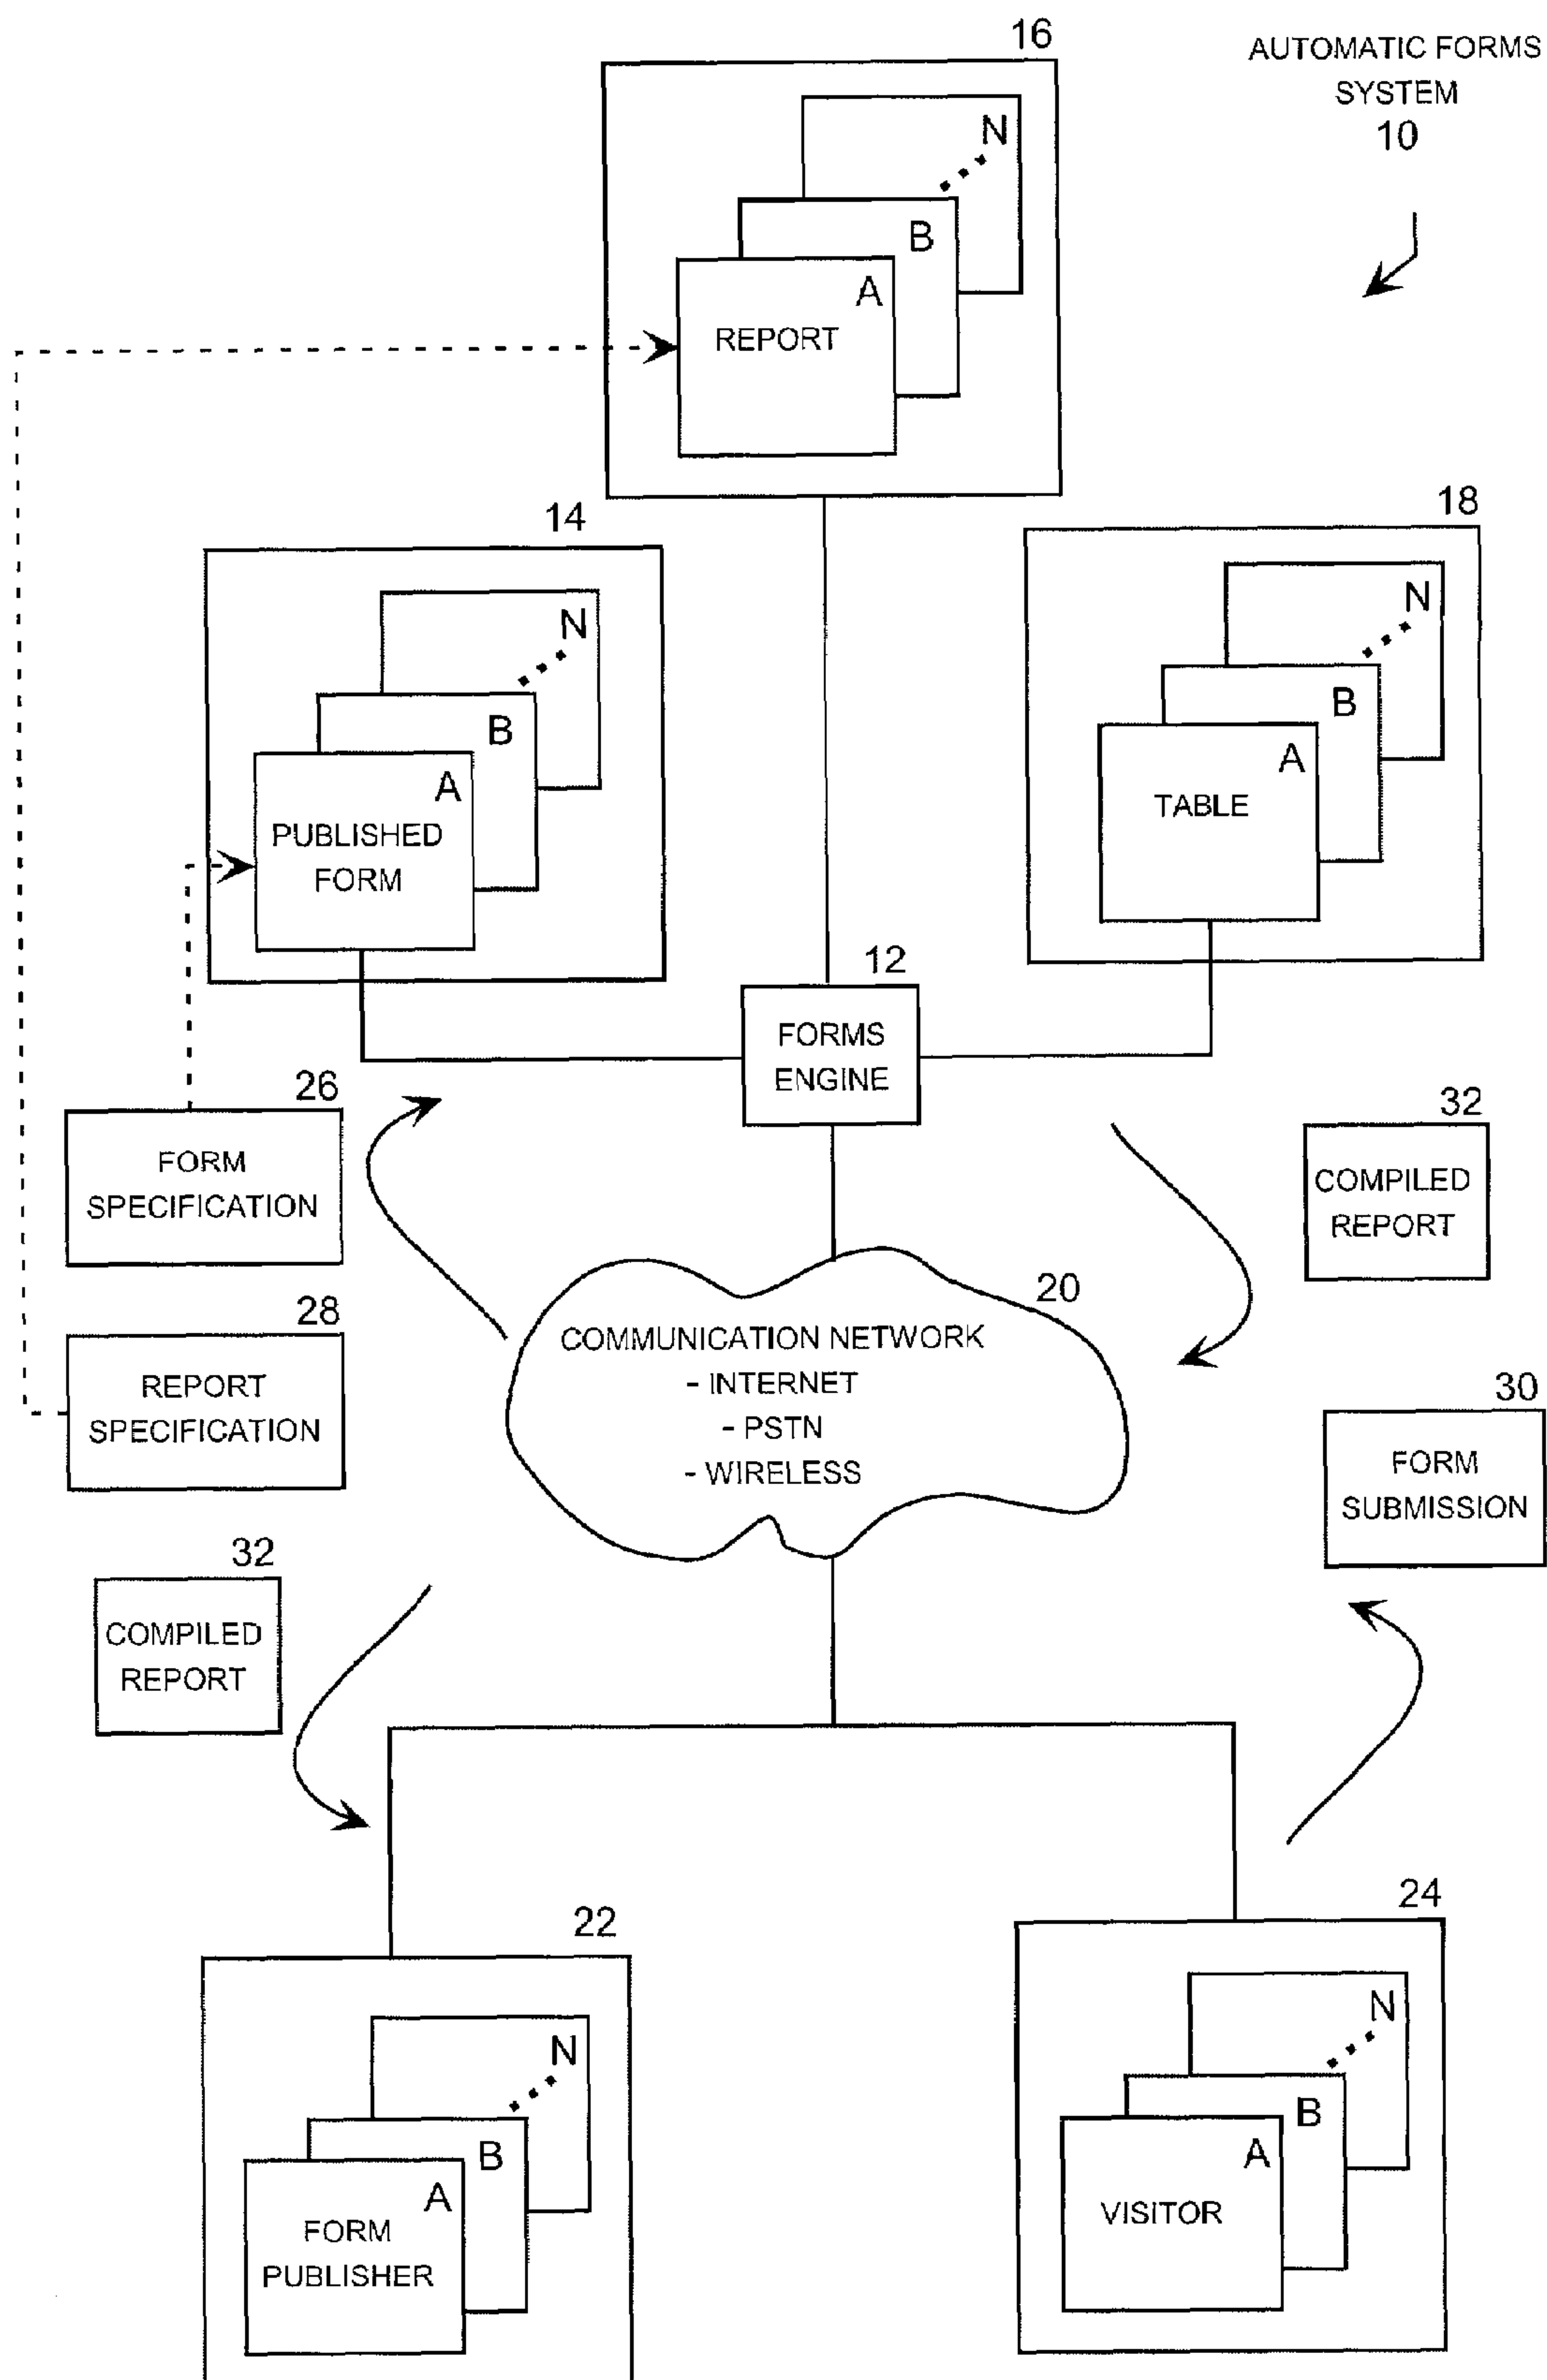 16
AUTOMATIC FORMS
SYSTEM
10
N
B
A
REPORT
14
N
B
A
PUBLISHED
FORM
18
N
B
A
TABLE
12
FORMS
ENGINE
26
FORM
SPECIFICATION
32
COMPILED
REPORT
28
REPORT
SPECIFICATION
20
COMMUNICATION NETWORK
- INTERNET
- PSTN
- WIRELESS
30
FORM
SUBMISSION
32
COMPILED
REPORT
22
N
B
A
FORM
PUBLISHER
24
N
B
A
VISITOR